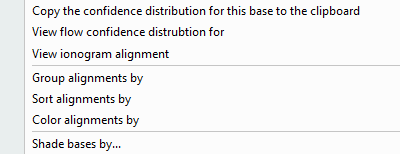 Copy the confidence distribution for this base to the clipboard
View flow confidence distrubtion for
View ionogram alignment
Group alignments by
Sort alignments by
Color alignments by
Shade bases by...